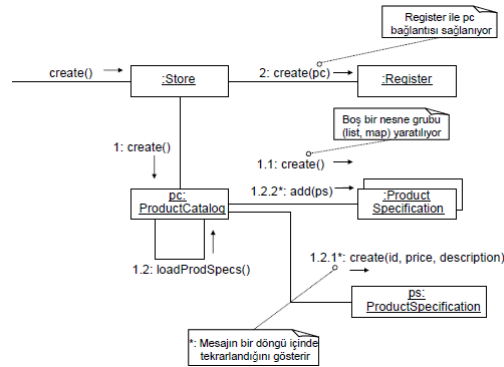 Register ile pc
bağlantısı sağlanıyor
create()
:Store
2: create(pc)
:Register
Boş bir nesne grubu
(list, map) yaratılıyor
1: create()
1.1: create()
pc:
ProductCatalog
1.2.2*: add(ps)
:Product
Specification
1.2: loadProdSpecs()
1.2.1*: create(id, price, description)
ps:
ProductSpecification
*: Mesajın bir döngü içinde
tekrarlandığını gösterir